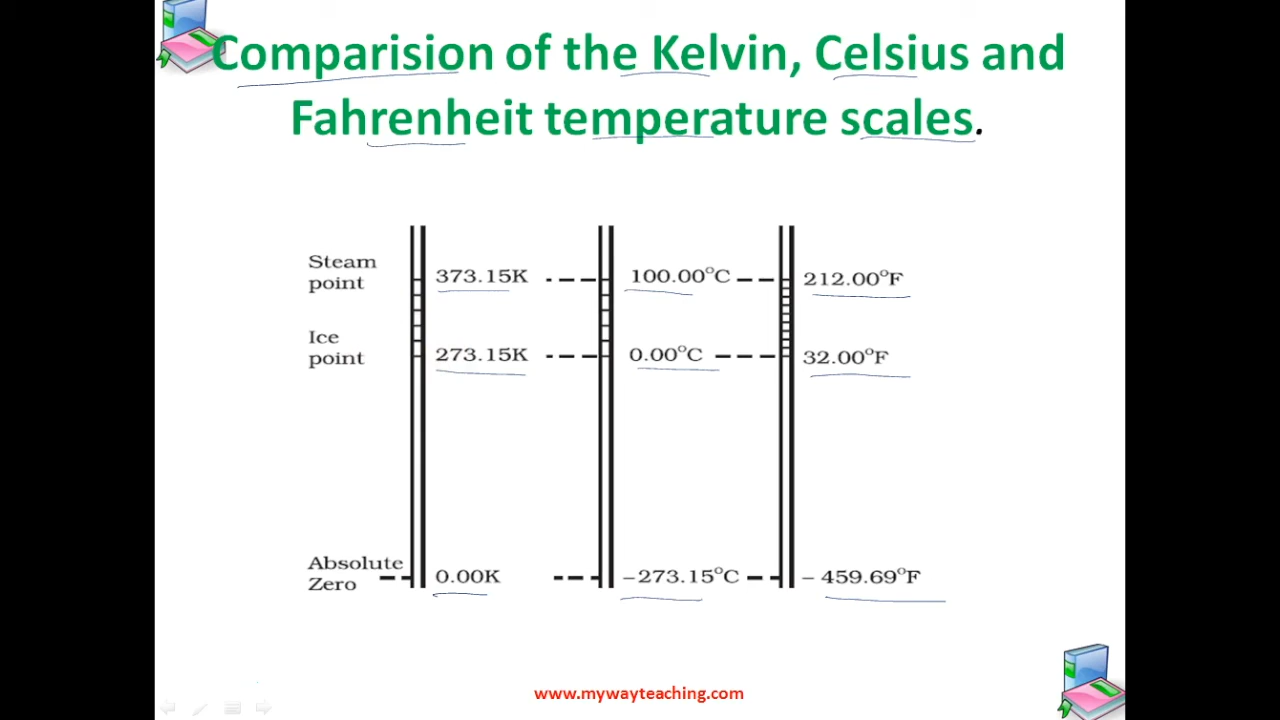 Comparision of the Kelvin, Celsius and
Fahrenheit temperature scales.
Steam
point
373.15K
100.00°C
212.00°F
Ice
point
273.15K
0.00°C
32.00°F
Absolute
Zero
0.00K
−273.15°C
− 459.69°F
www.mywayteaching.com